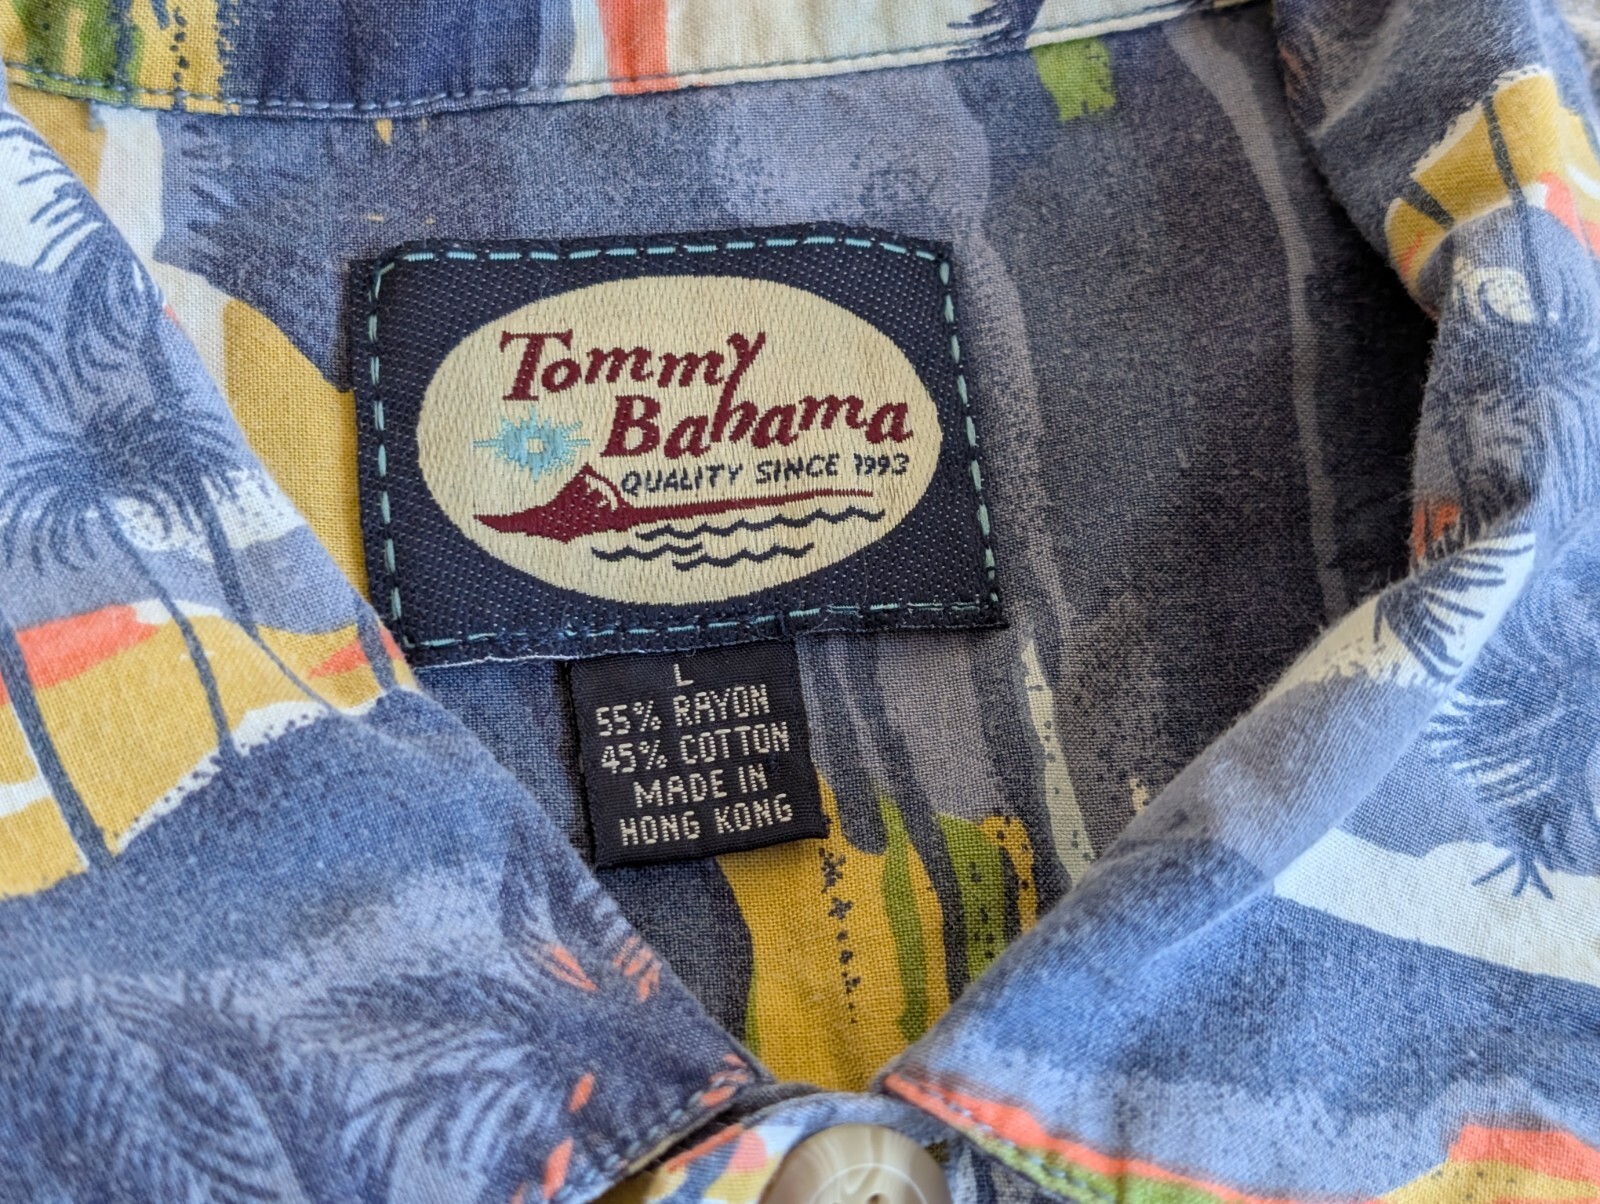 Tommy
Bahama
QUALITY SINCE 1993
L
55% RAYON
45% COTTON
MADE IN
HONG KONG